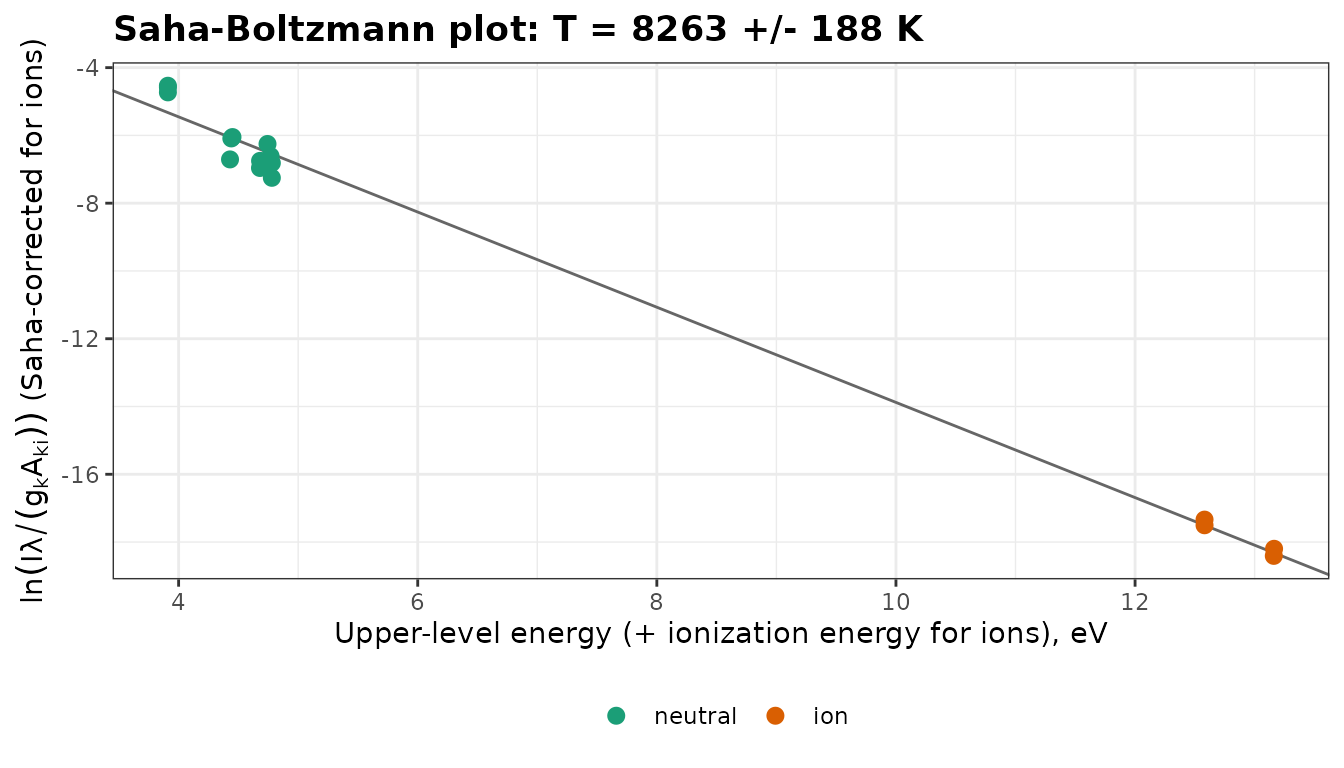 Saha-Boltzmann plot: T = 8263 +/- 188 K
ln(Iλ/(gₖAₖᵢ)) (Saha-corrected for ions)
-4
-8
-12
-16
4 6 8 10 12
Upper-level energy (+ ionization energy for ions), eV
neutral ion